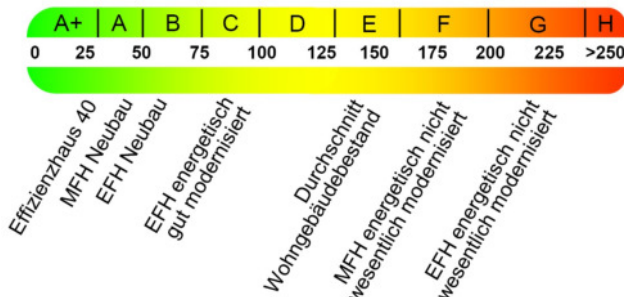 A+ A B C D E F G H
0 25 50 75 100 125 150 175 200 225 >250
Effizienzhaus 40
MFH Neubau
EFH Neubau
EFH energetisch
gut modernisiert
Durchschnitt
Wohngebäudebestand
MFH energetisch nicht
wesentlich modernisiert
EFH energetisch nicht
wesentlich modernisiert